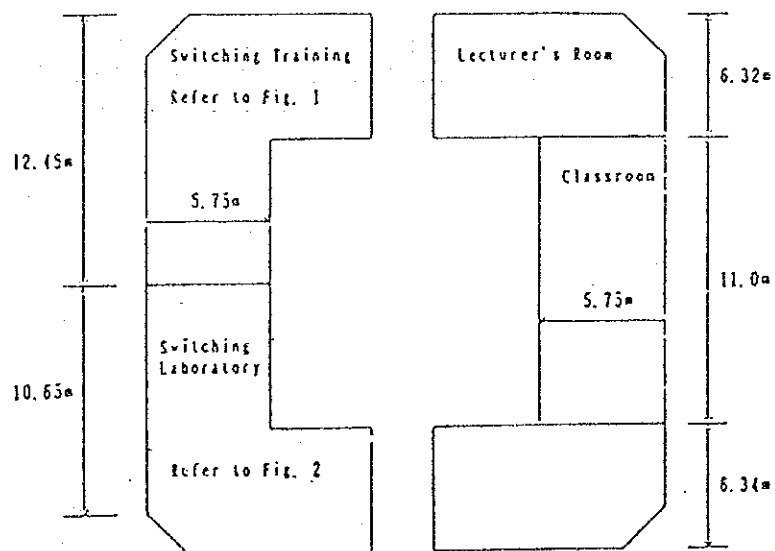 Switching Training
Refer to Fig. 1
Lecturer's Room
6.32m
12.45m
5.75m
Classroom
11.0m
5.75m
Switching
Laboratory
10.65m
Refer to Fig. 2
6.34m